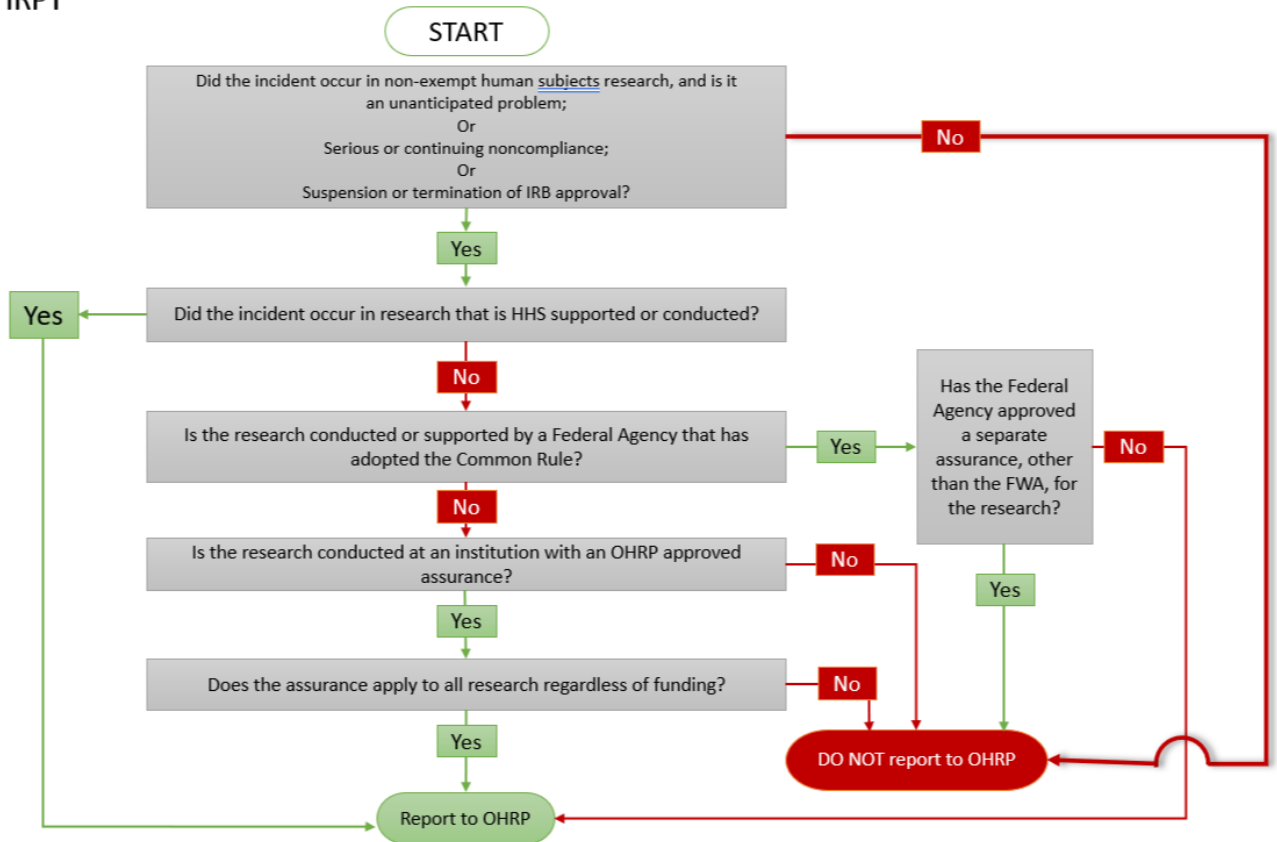 START
Did the incident occur in non-exempt human subjects research, and is it
an unanticipated problem;
Or
Serious or continuing noncompliance;
Or
Suspension or termination of IRB approval?
No
Yes
Did the incident occur in research that is HHS supported or conducted?
Yes
No
Is the research conducted or supported by a Federal Agency that has
adopted the Common Rule?
Yes
Has the Federal
Agency approved
a separate
assurance, other
than the FWA, for
the research?
No
No
Is the research conducted at an institution with an OHRP approved
assurance?
No
Yes
Yes
Does the assurance apply to all research regardless of funding?
No
Yes
DO NOT report to OHRP
Report to OHRP